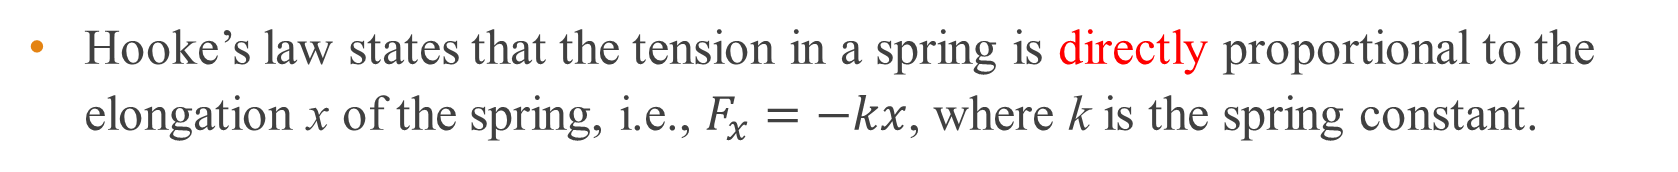 • Hooke’s law states that the tension in a spring is directly proportional to the
elongation x of the spring, i.e., Fₓ = −kx, where k is the spring constant.